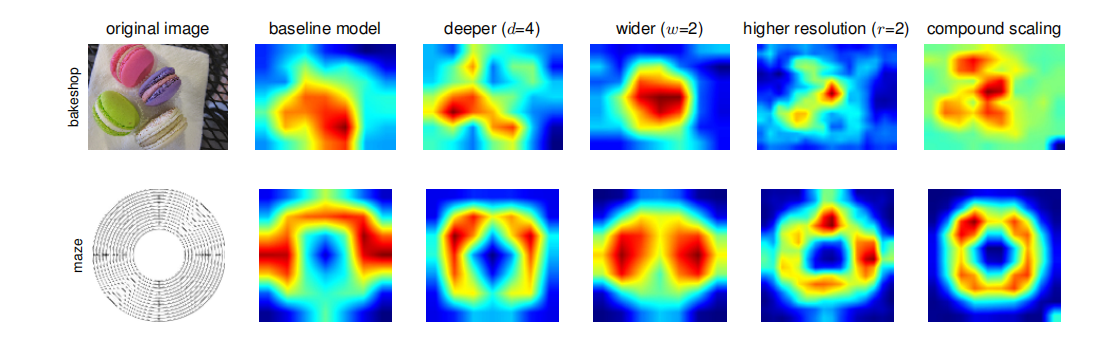 original image baseline model deeper (d=4) wider (w=2) higher resolution (r=2) compound scaling
bakeshop
maze